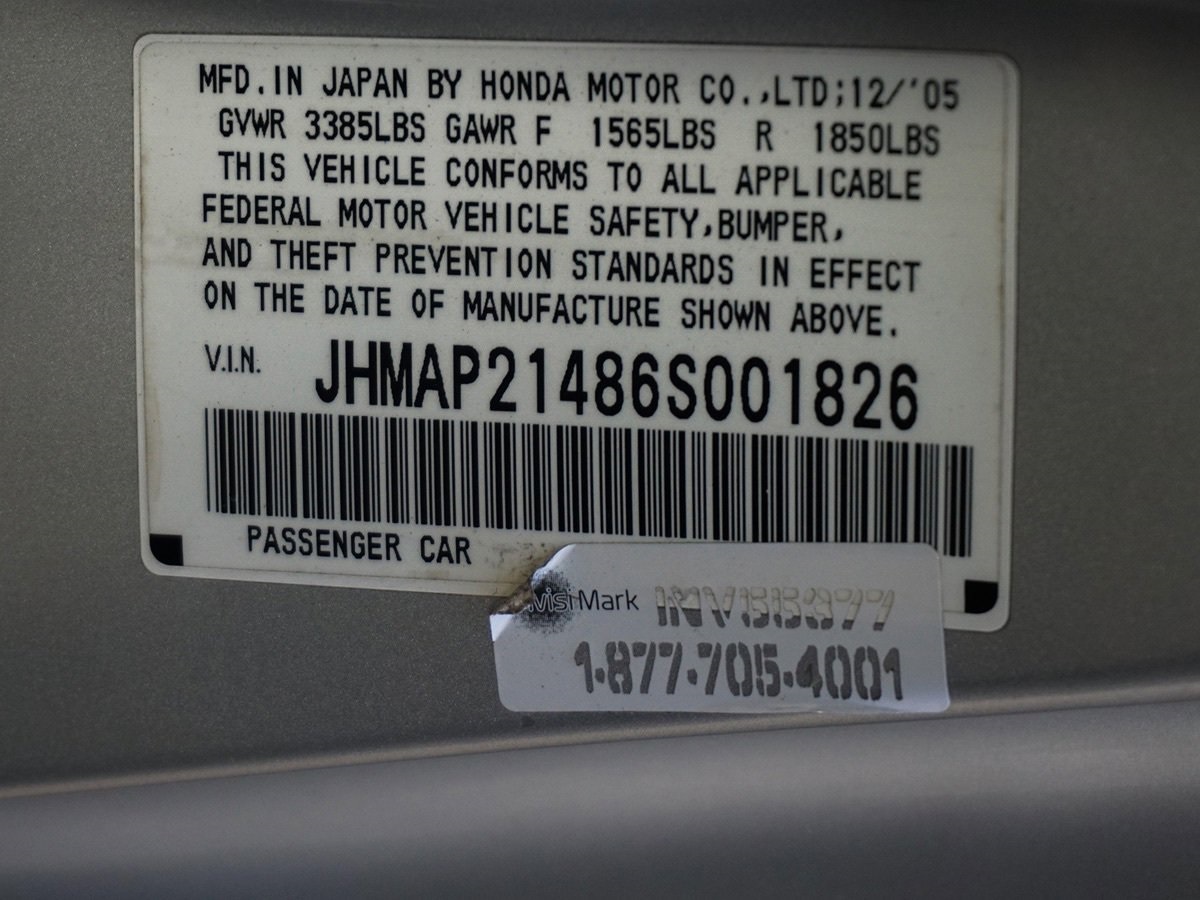 MFD.IN JAPAN BY HONDA MOTOR CO.,LTD;12/'05
GVWR 3385LBS GAWR F 1565LBS R 1850LBS
THIS VEHICLE CONFORMS TO ALL APPLICABLE
FEDERAL MOTOR VEHICLE SAFETY,BUMPER,
AND THEFT PREVENTION STANDARDS IN EFFECT
ON THE DATE OF MANUFACTURE SHOWN ABOVE.
V.I.N. JHMAP21486S001826
PASSENGER CAR
Mark
1-877-705-4001